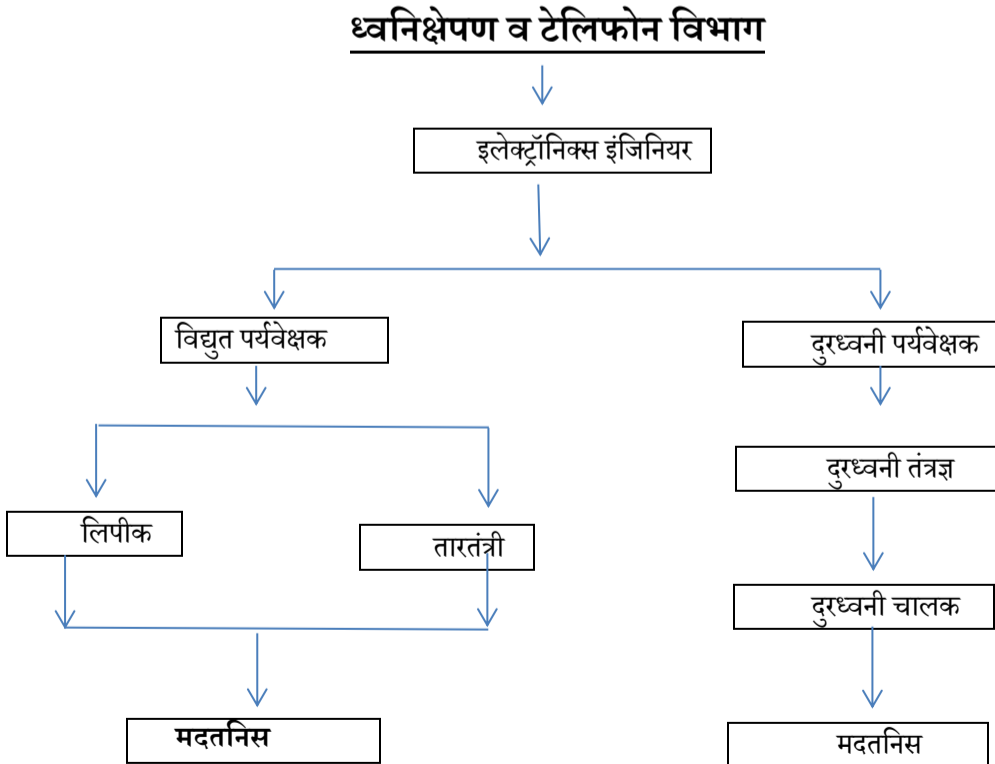 ध्वनिक्षेपण व टेलिफोन विभाग
इलेक्ट्रॉनिक्स इंजिनियर
विद्युत पर्यवेक्षक
दुरध्वनी पर्यवेक्षक
दुरध्वनी तंत्रज्ञ
लिपीक
तारतंत्री
दुरध्वनी चालक
मदतनिस
मदतनिस